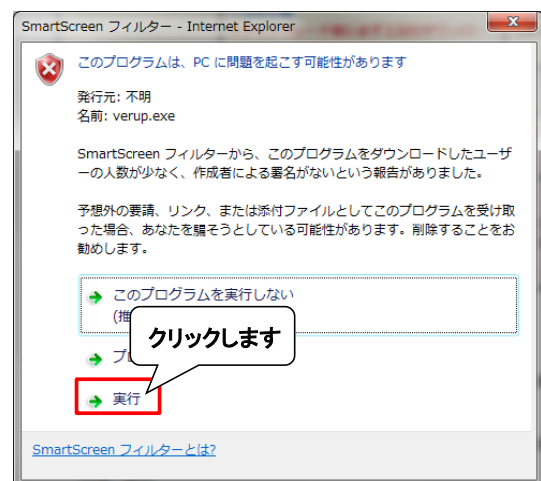 SmartScreen フィルター - Internet Explorer
このプログラムは、PC に問題を起こす可能性があります
発行元: 不明
名前: verup.exe
SmartScreen フィルターから、このプログラムをダウンロードしたユーザ
ーの人数が少なく、作成者による署名がないという報告がありました。
予想外の要請、リンク、または添付ファイルとしてこのプログラムを受け取
った場合、あなたを騙そうとしている可能性があります。削除することをお
勧めします。
このプログラムを実行しない
(推
クリックします
プロ
実行
SmartScreen フィルターとは?